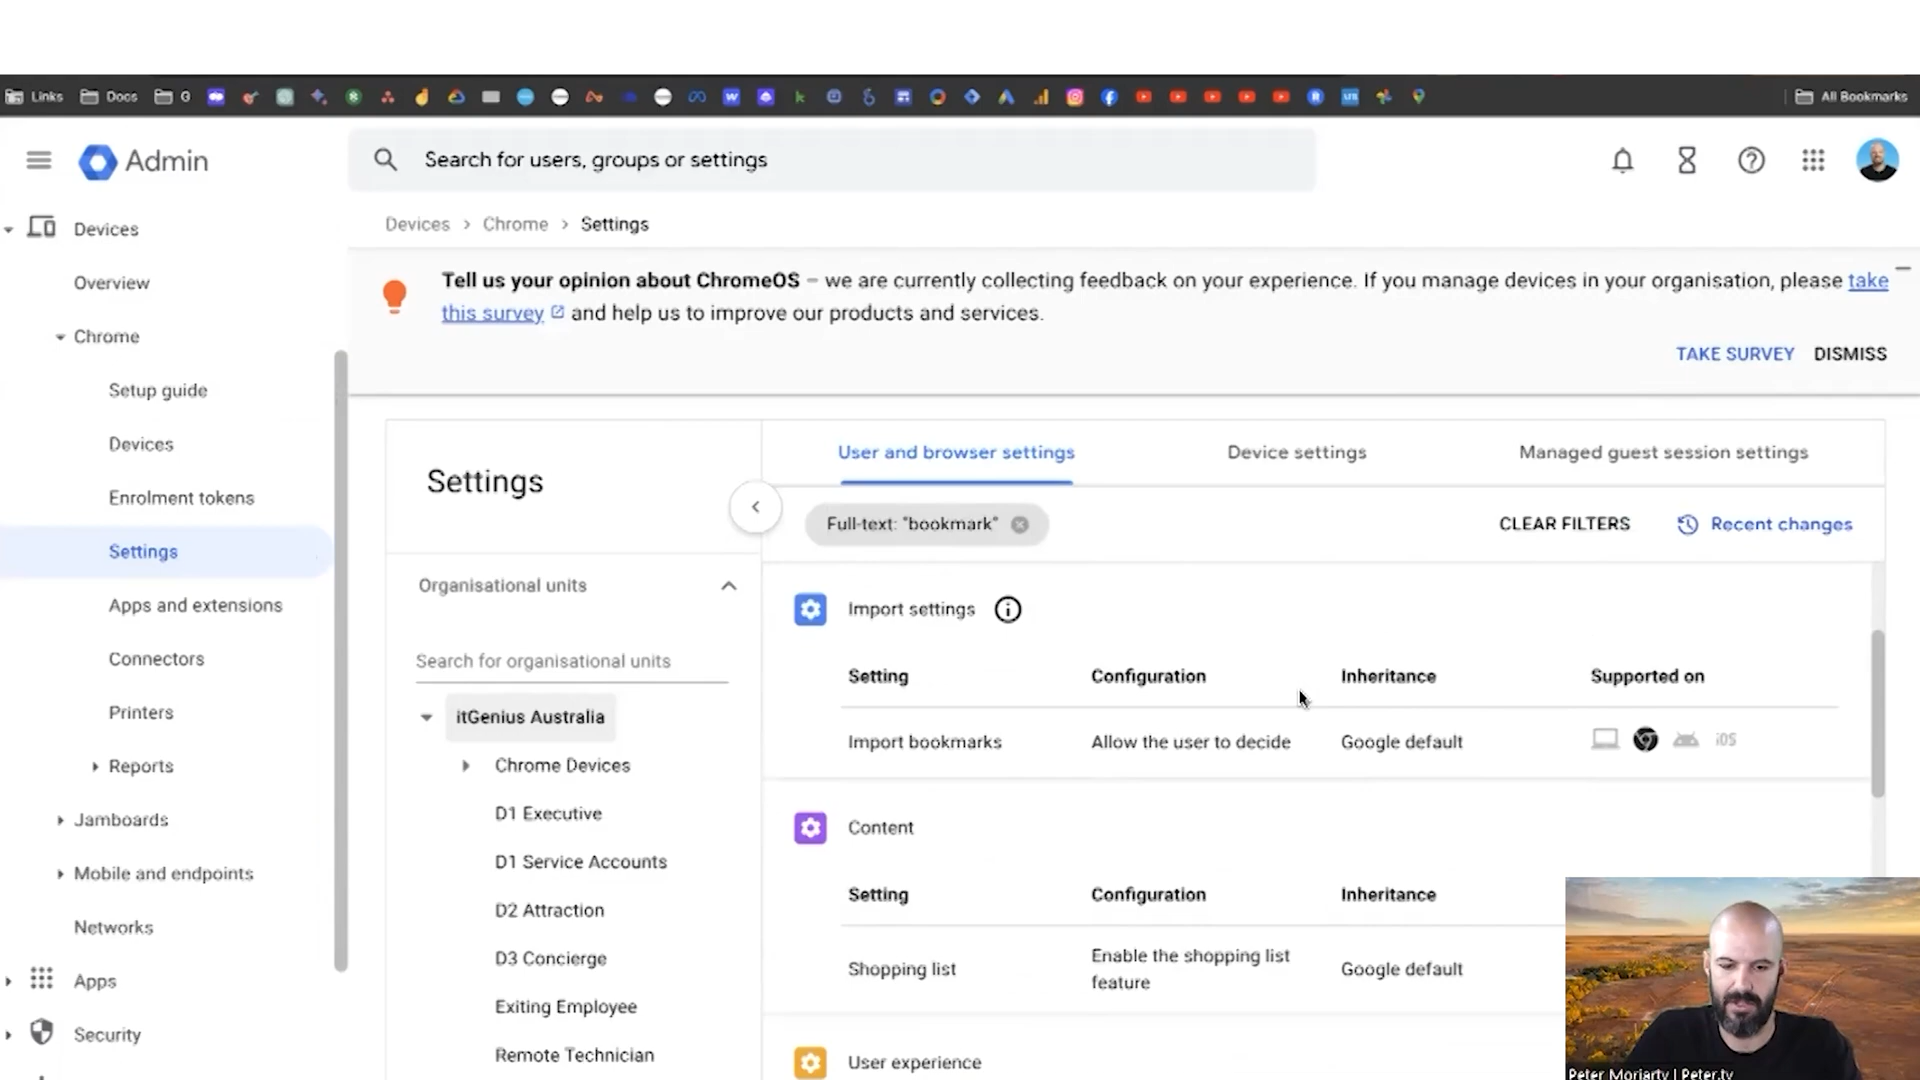 Links
Docs
G
All Bookmarks
Admin
Search for users, groups or settings
Devices
Overview
Chrome
Setup guide
Devices
Enrolment tokens
Settings
Apps and extensions
Connectors
Printers
Reports
Jamboards
Mobile and endpoints
Networks
Apps
Security
Devices > Chrome > Settings
Tell us your opinion about ChromeOS – we are currently collecting feedback on your experience. If you manage devices in your organisation, please take
this survey and help us to improve our products and services.
TAKE SURVEY DISMISS
Settings
Organisational units
Search for organisational units
itGenius Australia
Chrome Devices
D1 Executive
D1 Service Accounts
D2 Attraction
D3 Concierge
Exiting Employee
Remote Technician
User and browser settings Device settings Managed guest session settings
Full-text: "bookmark" CLEAR FILTERS Recent changes
Import settings
Setting Configuration Inheritance Supported on
Import bookmarks Allow the user to decide Google default iOS
Content
Setting Configuration Inheritance
Shopping list Enable the shopping list
feature Google default
User experience
Peter Moriarty | Peter.tv